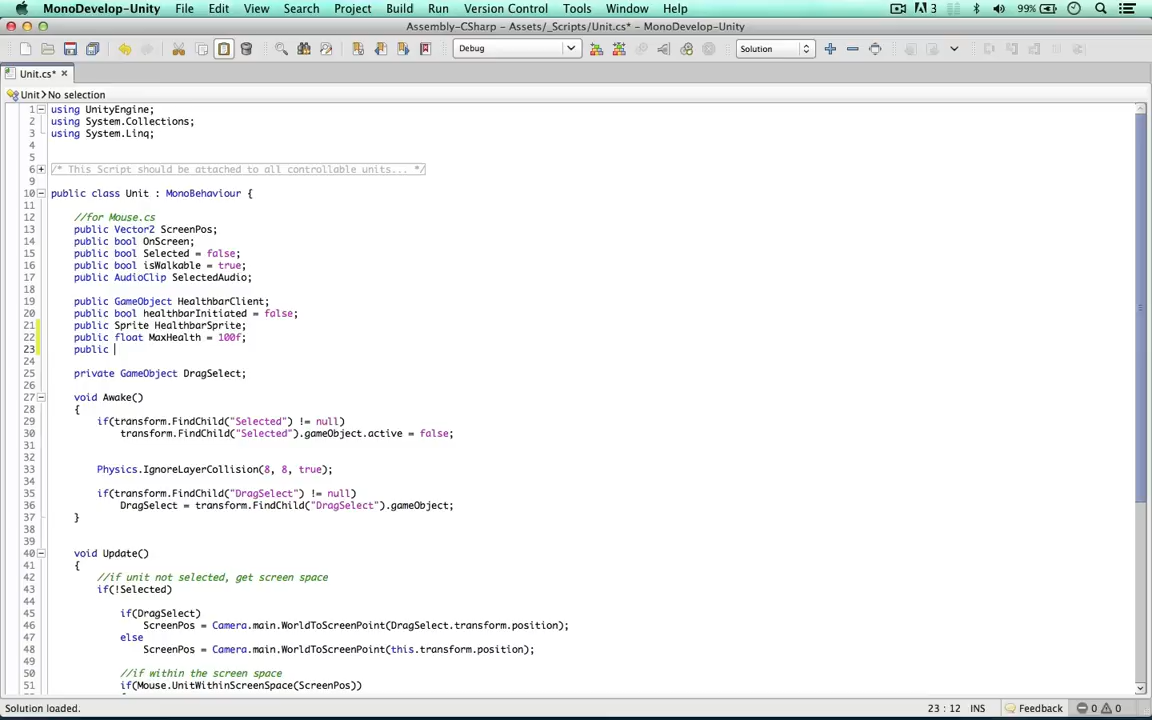 MonoDevelop-Unity File Edit View Search Project Build Run Version Control Tools Window Help 3 99%
Assembly-CSharp - Assets/_Scripts/Unit.cs* - MonoDevelop-Unity
Debug Solution
Unit.cs* ×
Unit > No selection
1 using UnityEngine;
2 using System.Collections;
3 using System.Linq;
4
5
6 /* This Script should be attached to all controllable units... */
9
10 public class Unit : MonoBehaviour {
11
12 //for Mouse.cs
13 public Vector2 ScreenPos;
14 public bool OnScreen;
15 public bool Selected = false;
16 public bool isWalkable = true;
17 public AudioClip SelectedAudio;
18
19 public GameObject HealthbarClient;
20 public bool healthbarInitiated = false;
21 public Sprite HealthbarSprite;
22 public float MaxHealth = 100f;
23 public
24
25 private GameObject DragSelect;
26
27 void Awake()
28 {
29 if(transform.FindChild("Selected") != null)
30 transform.FindChild("Selected").gameObject.active = false;
31
32
33 Physics.IgnoreLayerCollision(8, 8, true);
34
35 if(transform.FindChild("DragSelect") != null)
36 DragSelect = transform.FindChild("DragSelect").gameObject;
37 }
38
39
40 void Update()
41 {
42 //if unit not selected, get screen space
43 if(!Selected)
44
45 if(DragSelect)
46 ScreenPos = Camera.main.WorldToScreenPoint(DragSelect.transform.position);
47 else
48 ScreenPos = Camera.main.WorldToScreenPoint(this.transform.position);
49
50 //if within the screen space
51 if(Mouse.UnitWithinScreenSpace(ScreenPos))
Solution loaded. 23 : 12 INS Feedback 0 0